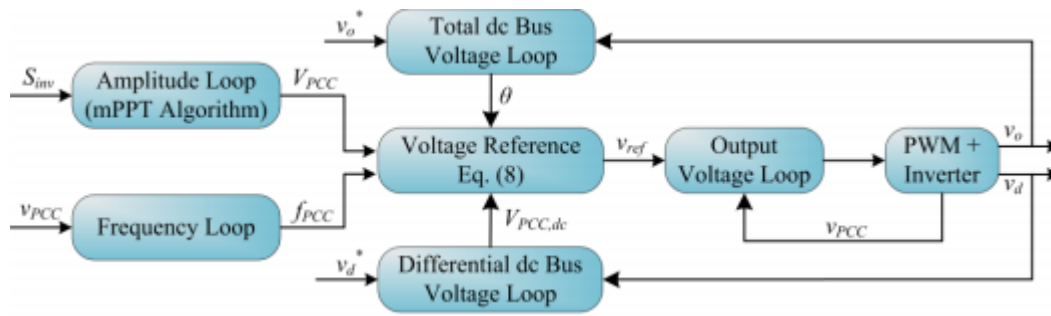 v_o^*
Total dc Bus
Voltage Loop
S_inv
Amplitude Loop
(mPPT Algorithm)
V_PCC
θ
Voltage Reference
Eq. (8)
v_ref
Output
Voltage Loop
PWM +
Inverter
v_o
v_d
v_PCC
Frequency Loop
f_PCC
V_PCC,dc
v_PCC
v_d^*
Differential dc Bus
Voltage Loop